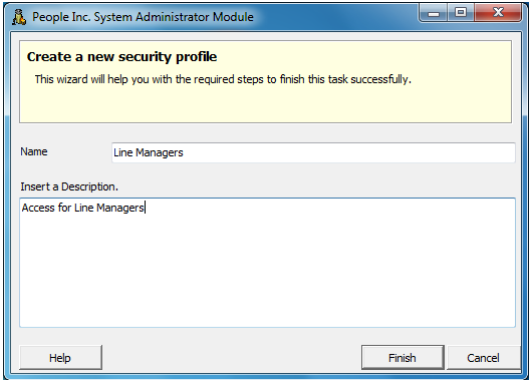 People Inc. System Administrator Module
Create a new security profile
This wizard will help you with the required steps to finish this task successfully.
Name
Line Managers
Insert a Description.
Access for Line Managers
Help
Finish
Cancel